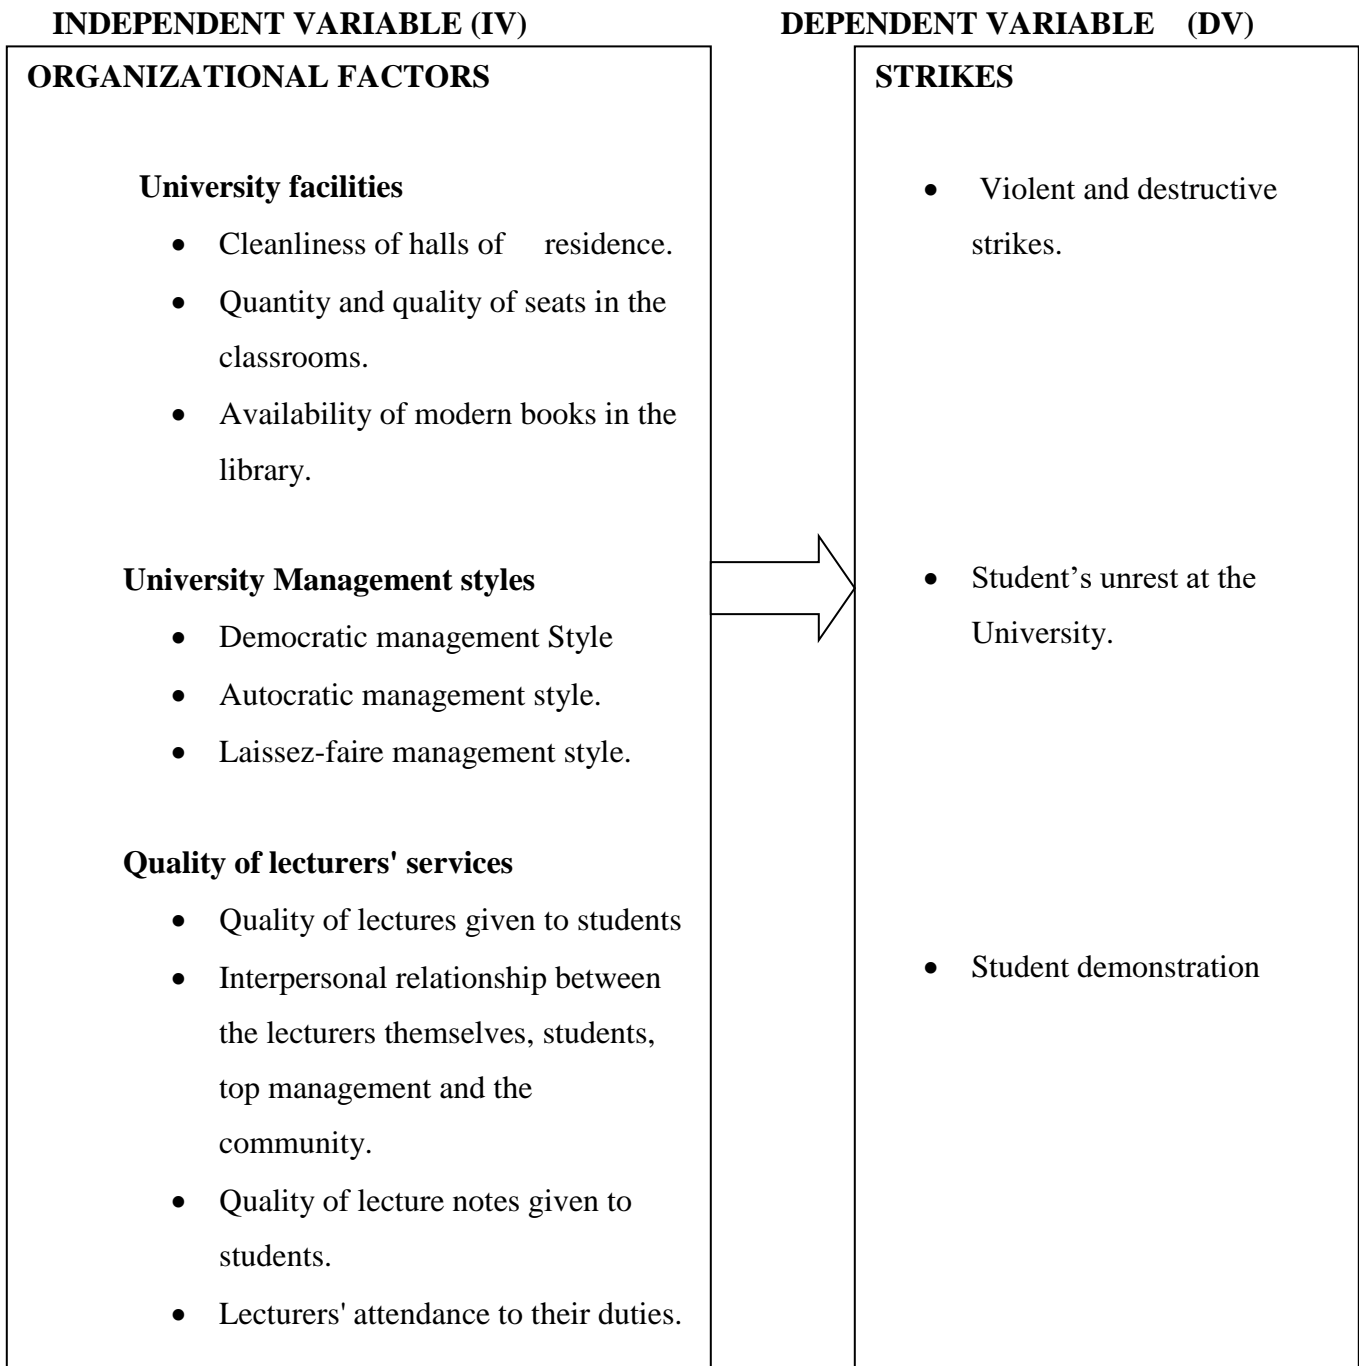 INDEPENDENT VARIABLE (IV)
DEPENDENT VARIABLE (DV)
ORGANIZATIONAL FACTORS
University facilities
• Cleanliness of halls of residence.
• Quantity and quality of seats in the
classrooms.
• Availability of modern books in the
library.
University Management styles
• Democratic management Style
• Autocratic management style.
• Laissez-faire management style.
Quality of lecturers' services
• Quality of lectures given to students
• Interpersonal relationship between
the lecturers themselves, students,
top management and the
community.
• Quality of lecture notes given to
students.
• Lecturers' attendance to their duties.
STRIKES
• Violent and destructive
strikes.
• Student’s unrest at the
University.
• Student demonstration